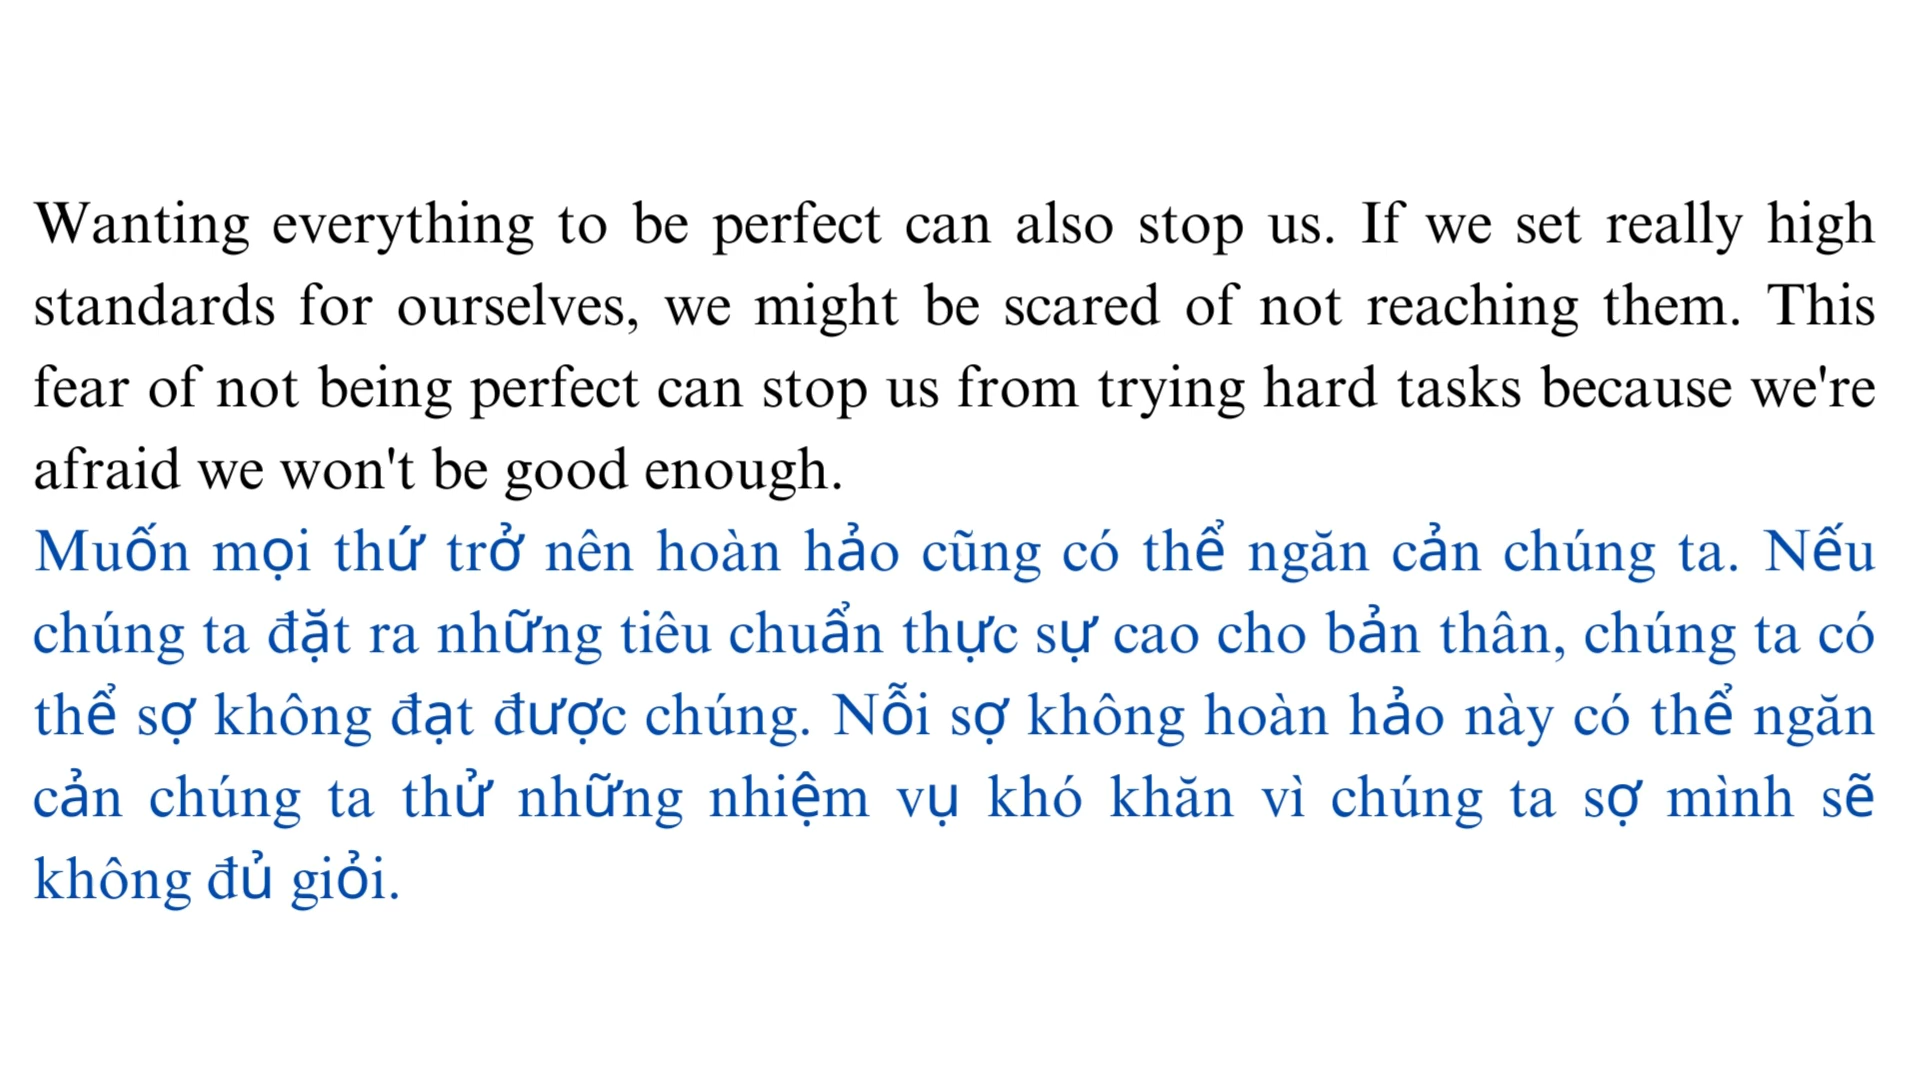 Wanting everything to be perfect can also stop us. If we set really high
standards for ourselves, we might be scared of not reaching them. This
fear of not being perfect can stop us from trying hard tasks because we're
afraid we won't be good enough.
Muốn mọi thứ trở nên hoàn hảo cũng có thể ngăn cản chúng ta. Nếu
chúng ta đặt ra những tiêu chuẩn thực sự cao cho bản thân, chúng ta có
thể sợ không đạt được chúng. Nỗi sợ không hoàn hảo này có thể ngăn
cản chúng ta thử những nhiệm vụ khó khăn vì chúng ta sợ mình sẽ
không đủ giỏi.